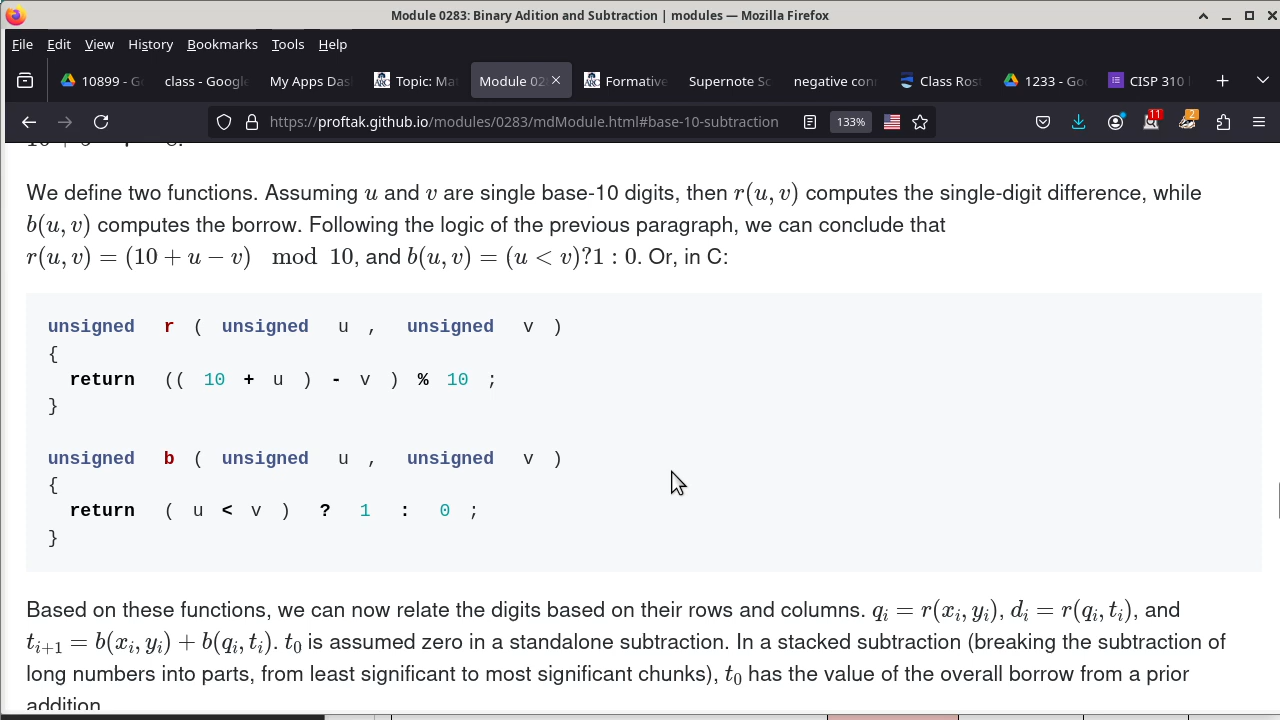 Module 0283: Binary Adition and Subtraction | modules — Mozilla Firefox
File Edit View History Bookmarks Tools Help
10899 - G class - Google My Apps Das Topic: Ma Module 02 Formative Supernote Sc negative con Class Ros 1233 - Go CISP 310
https://proftak.github.io/modules/0283/mdModule.html#base-10-subtraction 133% 11 2
We define two functions. Assuming u and v are single base-10 digits, then r(u, v) computes the single-digit difference, while
b(u, v) computes the borrow. Following the logic of the previous paragraph, we can conclude that
r(u, v) = (10 + u − v) mod 10, and b(u, v) = (u < v)?1 : 0. Or, in C:
unsigned r ( unsigned u , unsigned v )
{
return (( 10 + u ) - v ) % 10 ;
}
unsigned b ( unsigned u , unsigned v )
{
return ( u < v ) ? 1 : 0 ;
}
Based on these functions, we can now relate the digits based on their rows and columns. qᵢ = r(xᵢ, yᵢ), dᵢ = r(qᵢ, tᵢ), and
tᵢ₊₁ = b(xᵢ, yᵢ) + b(qᵢ, tᵢ). t₀ is assumed zero in a standalone subtraction. In a stacked subtraction (breaking the subtraction of
long numbers into parts, from least significant to most significant chunks), t₀ has the value of the overall borrow from a prior
addition